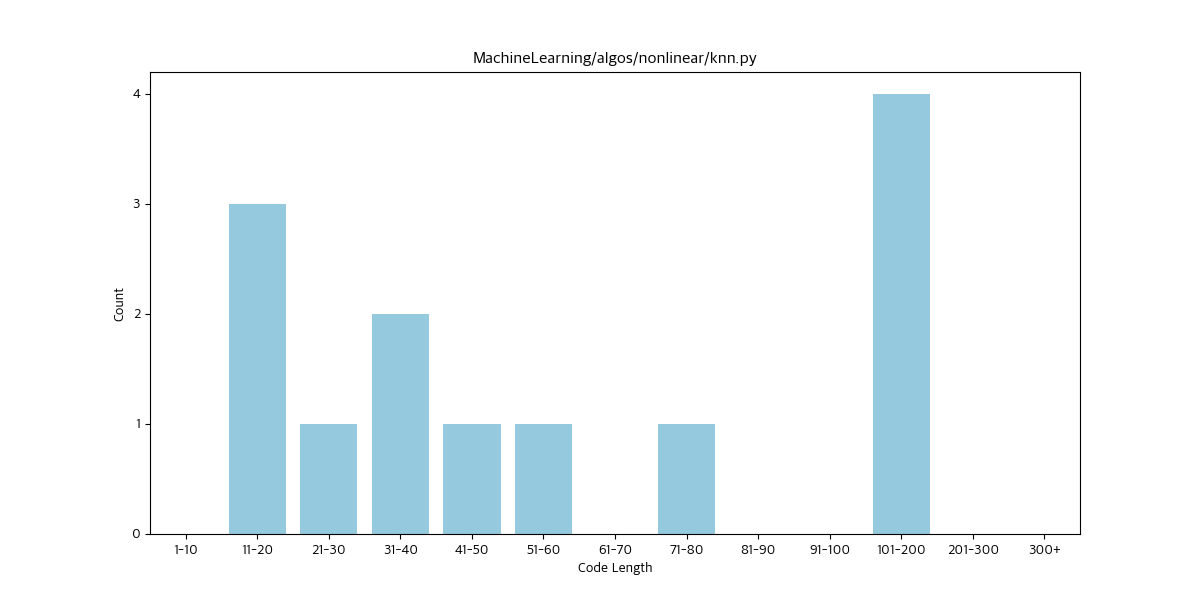 MachineLearning/algos/nonlinear/knn.py
4
3
2
1
0
Count
1-10 11-20 21-30 31-40 41-50 51-60 61-70 71-80 81-90 91-100 101-200 201-300 300+
Code Length